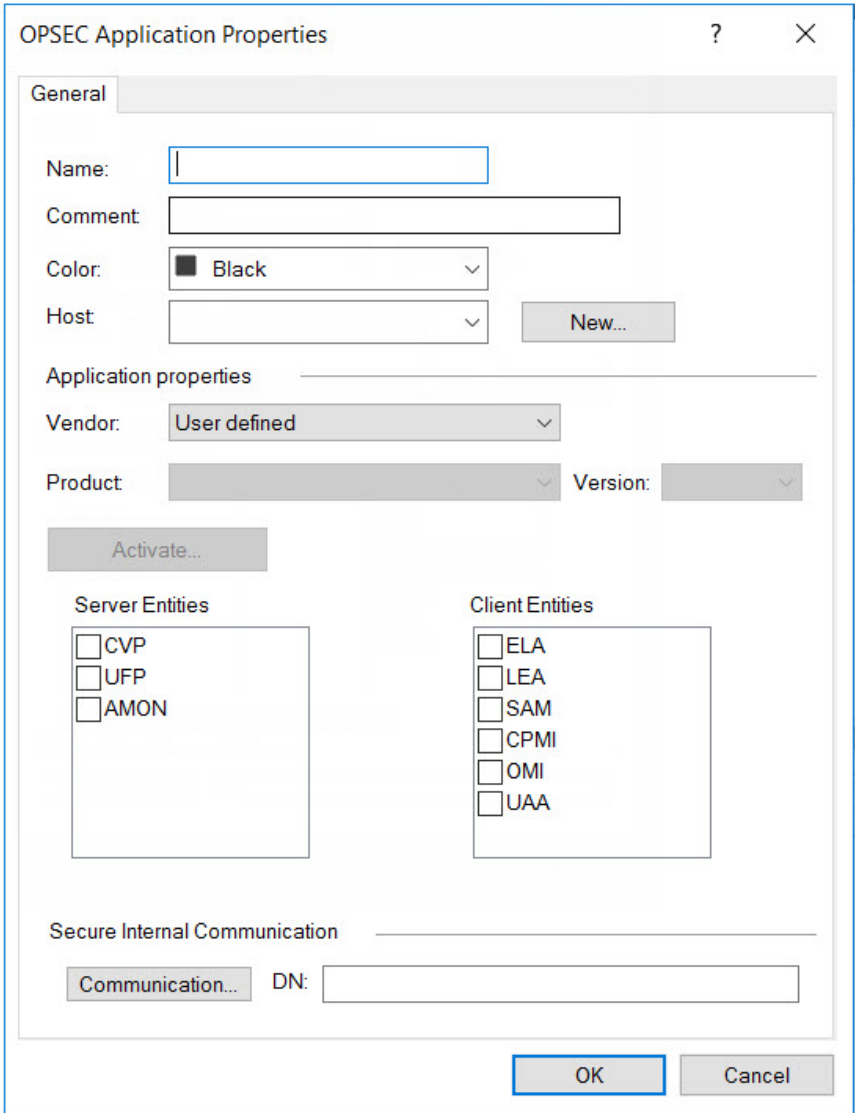 OPSEC Application Properties ?
General
Name:
Comment:
Color: Black
Host:
New...
Application properties
Vendor: User defined
Product: Version:
Activate...
Server Entities Client Entities
CVP ELA
UFP LEA
AMON SAM
CPMI
OMI
UAA
Secure Internal Communication
Communication... DN:
OK Cancel